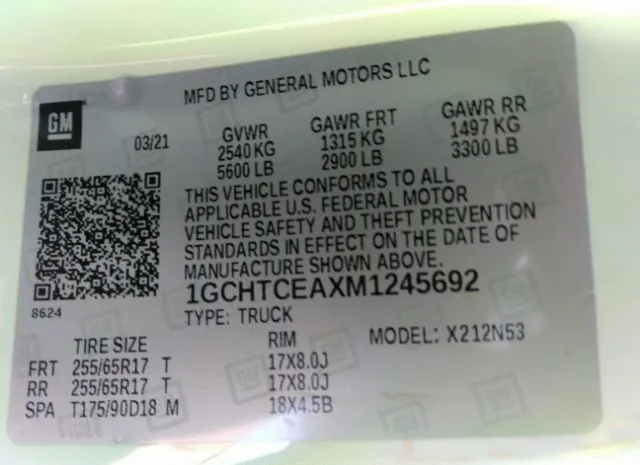 MFD BY GENERAL MOTORS LLC
GM
03/21
GVWR GAWR FRT GAWR RR
2540 KG 1315 KG 1497 KG
5600 LB 2900 LB 3300 LB
THIS VEHICLE CONFORMS TO ALL
APPLICABLE U.S. FEDERAL MOTOR
VEHICLE SAFETY AND THEFT PREVENTION
STANDARDS IN EFFECT ON THE DATE OF
MANUFACTURE SHOWN ABOVE.
1GCHTCEAXM1245692
8624
TYPE: TRUCK
TIRE SIZE RIM MODEL: X212N53
FRT 255/65R17 T 17X8.0J
RR 255/65R17 T 17X8.0J
SPA T175/90D18 M 18X4.5B